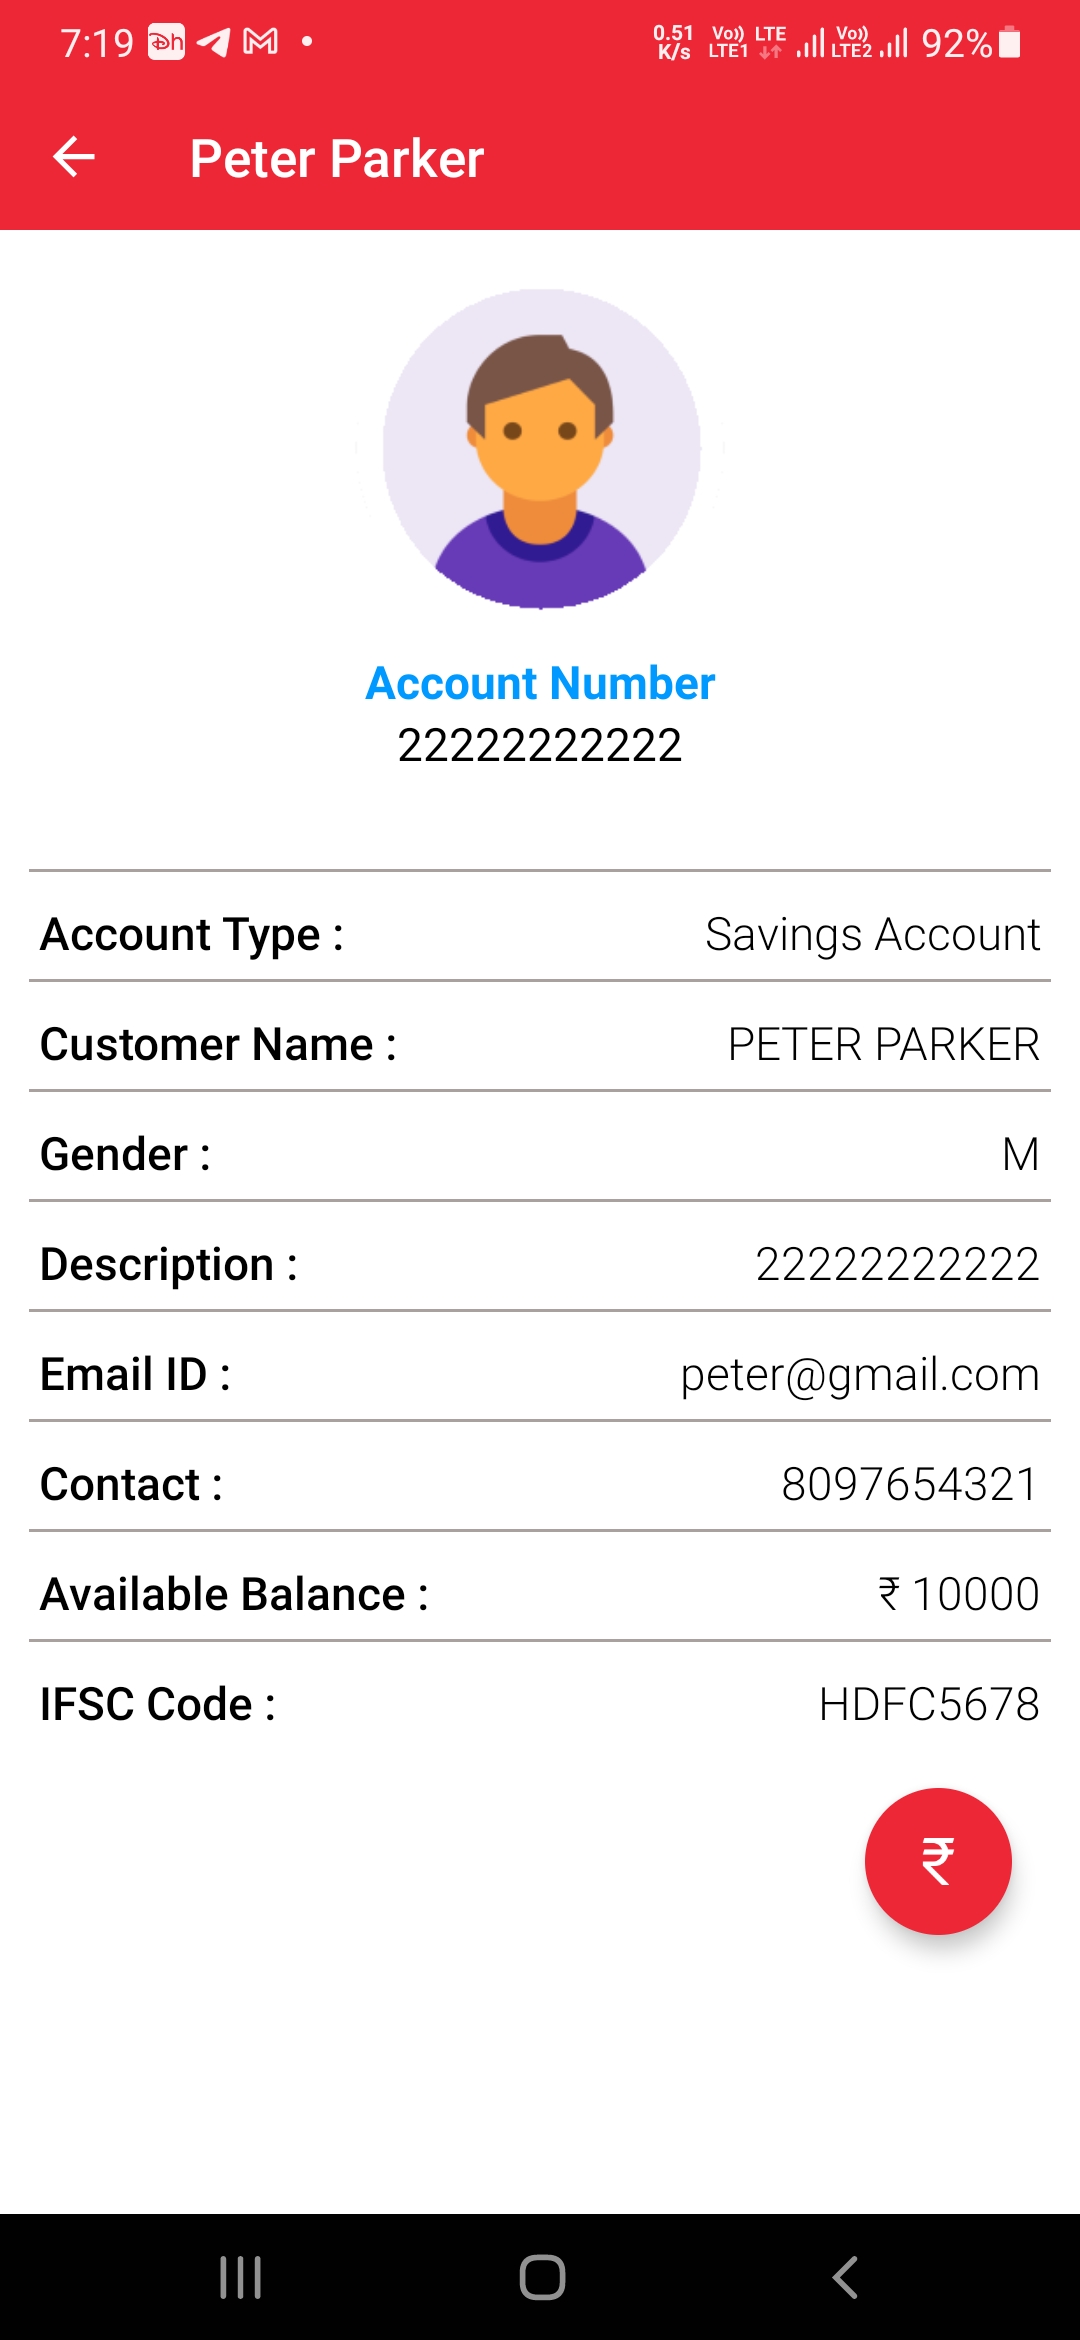 7:19 Dh 0.51 K/s Vo)) LTE1 LTE Vo)) LTE2 92%
Peter Parker
Account Number
22222222222
Account Type : Savings Account
Customer Name : PETER PARKER
Gender : M
Description : 22222222222
Email ID : peter@gmail.com
Contact : 8097654321
Available Balance : ₹ 10000
IFSC Code : HDFC5678
₹